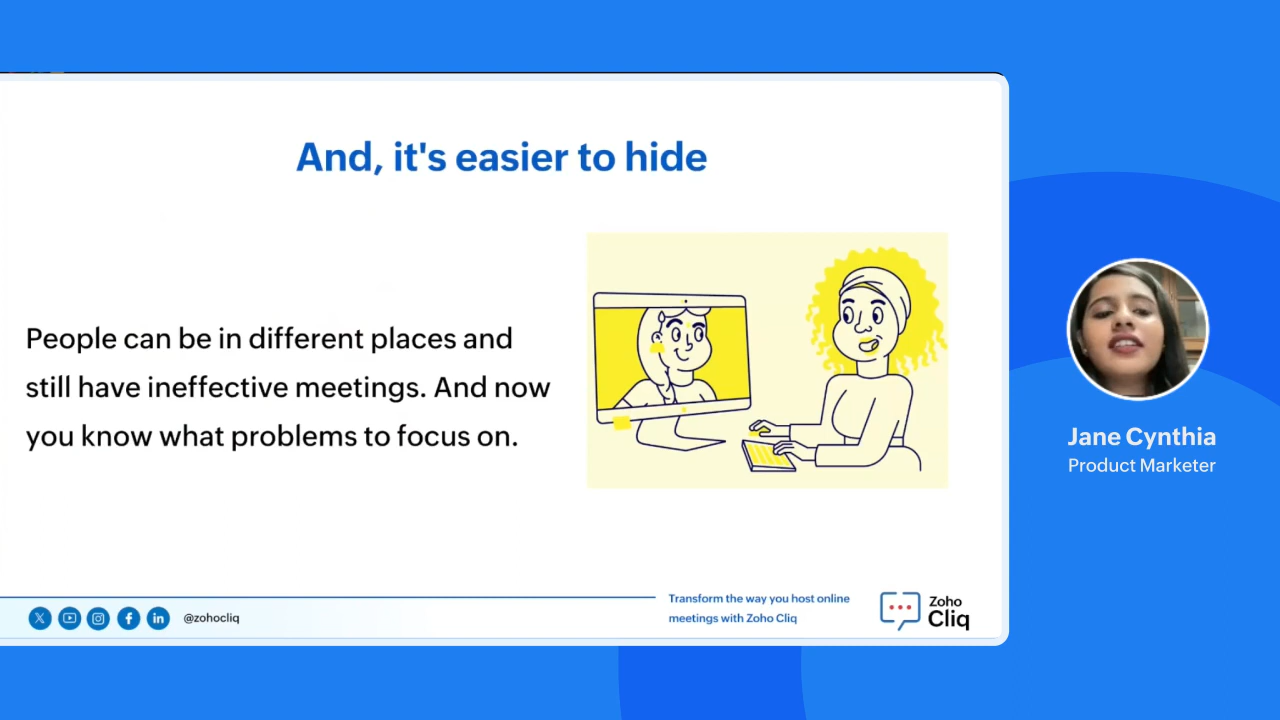 And, it's easier to hide
People can be in different places and
still have ineffective meetings. And now
you know what problems to focus on.
@zohocliq
Transform the way you host online
meetings with Zoho Cliq
Zoho
Cliq
Jane Cynthia
Product Marketer